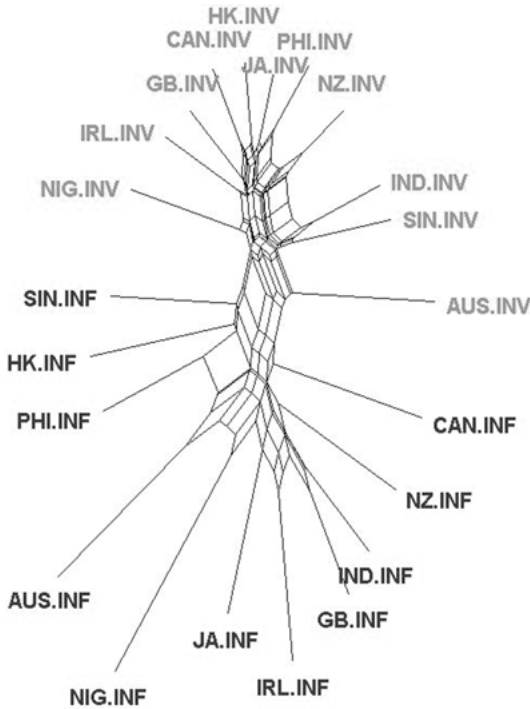 HK.INV
CAN.INV
PHI.INV
JA.INV
GB.INV
NZ.INV
IRL.INV
NIG.INV
IND.INV
SIN.INV
SIN.INF
AUS.INV
HK.INF
PHI.INF
CAN.INF
NZ.INF
IND.INF
AUS.INF
GB.INF
JA.INF
IRL.INF
NIG.INF